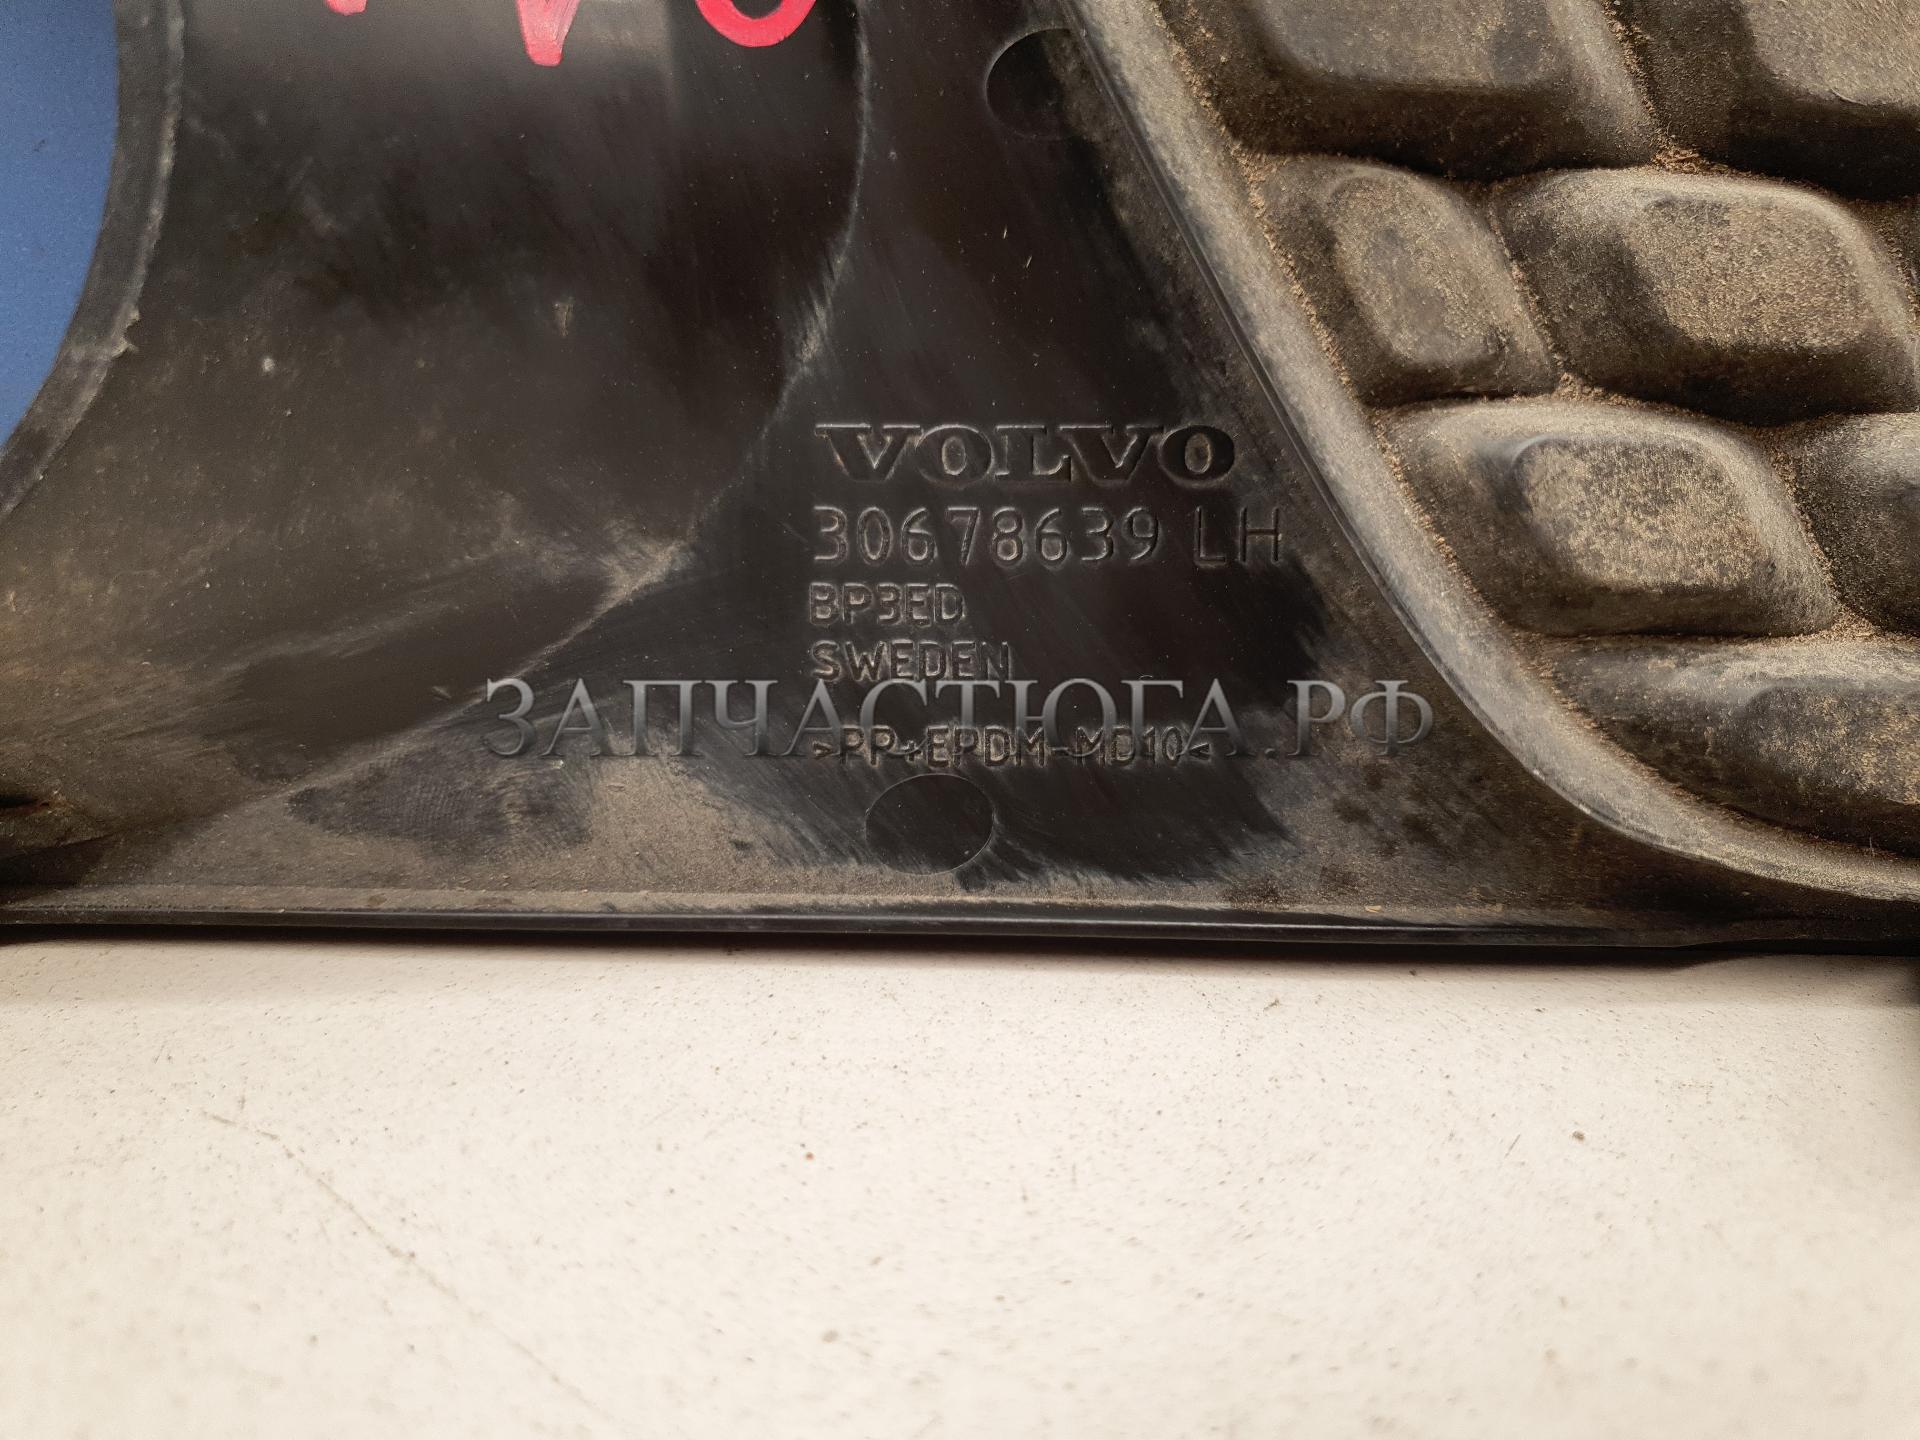 VOLVO
30678639 LH
BP3ED
SWEDEN
ЗАПЧАСТЮГА.РФ
>PP+EPDM-MD10<